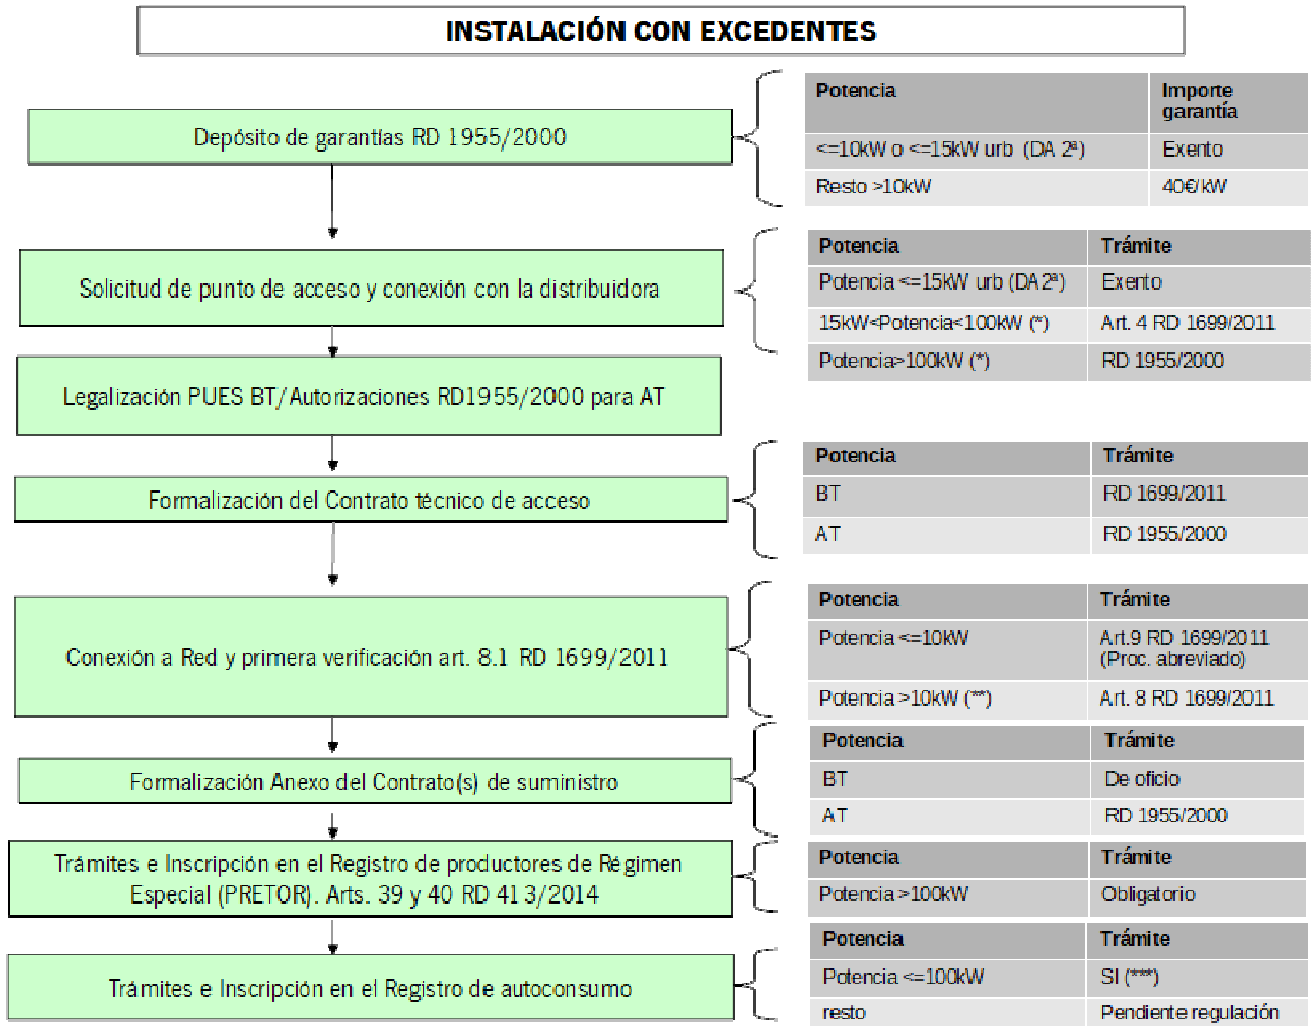 INSTALACIÓN CON EXCEDENTES
Depósito de garantías RD 1955/2000
Potencia Importe garantía
<=10kW o <=15kW urb (DA 2ª) Exento
Resto >10kW 40€/kW
Solicitud de punto de acceso y conexión con la distribuidora
Potencia Trámite
Potencia <=15kW urb (DA 2ª) Exento
15kW<Potencia<100kW (*) Art. 4 RD 1699/2011
Potencia>100kW (*) RD 1955/2000
Legalización PUES BT/Autorizaciones RD1955/2000 para AT
Formalización del Contrato técnico de acceso
Potencia Trámite
BT RD 1699/2011
AT RD 1955/2000
Conexión a Red y primera verificación art. 8.1 RD 1699/2011
Potencia Trámite
Potencia <=10kW Art.9 RD 1699/2011 (Proc. abreviado)
Potencia >10kW (***) Art. 8 RD 1699/2011
Formalización Anexo del Contrato(s) de suministro
Potencia Trámite
BT De oficio
AT RD 1955/2000
Trámites e Inscripción en el Registro de productores de Régimen
Especial (PRETOR). Arts. 39 y 40 RD 413/2014
Potencia Trámite
Potencia >100kW Obligatorio
Trámites e Inscripción en el Registro de autoconsumo
Potencia Trámite
Potencia <=100kW SI (****)
resto Pendiente regulación